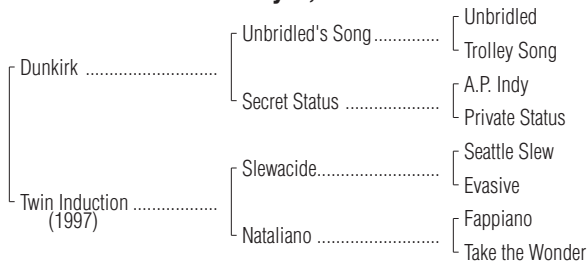 Unbridled
Unbridled's Song..............
Trolley Song
Dunkirk ............................
A.P. Indy
Secret Status ....................
Private Status
Seattle Slew
Slewacide..........................
Evasive
Twin Induction ..................
(1997)
Fappiano
Nataliano ..........................
Take the Wonder